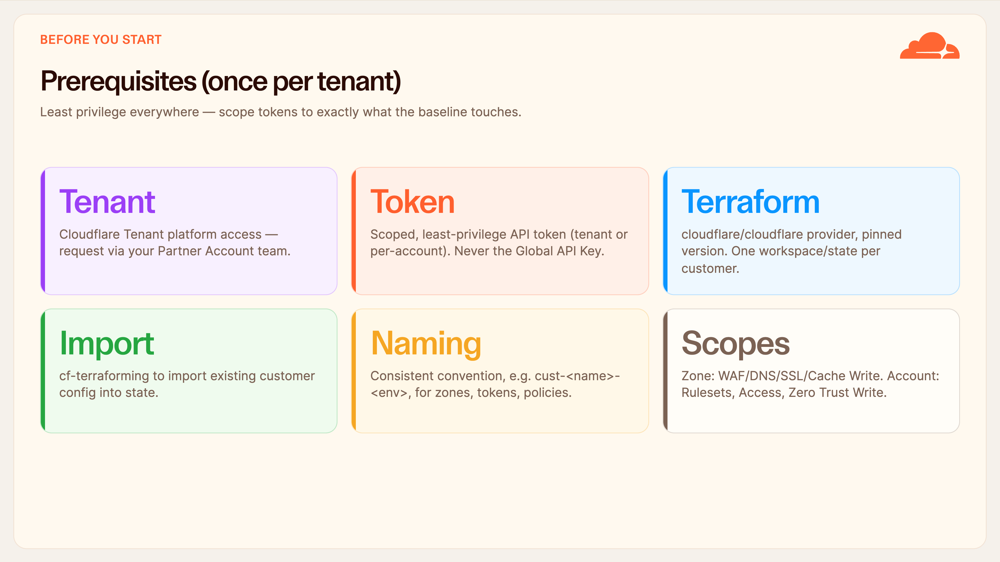 BEFORE YOU START
Prerequisites (once per tenant)
Least privilege everywhere — scope tokens to exactly what the baseline touches.
Tenant
Cloudflare Tenant platform access —
request via your Partner Account team.
Token
Scoped, least-privilege API token (tenant or
per-account). Never the Global API Key.
Terraform
cloudflare/cloudflare provider, pinned
version. One workspace/state per
customer.
Import
cf-terraforming to import existing customer
config into state.
Naming
Consistent convention, e.g. cust-<name>-
<env>, for zones, tokens, policies.
Scopes
Zone: WAF/DNS/SSL/Cache Write. Account:
Rulesets, Access, Zero Trust Write.